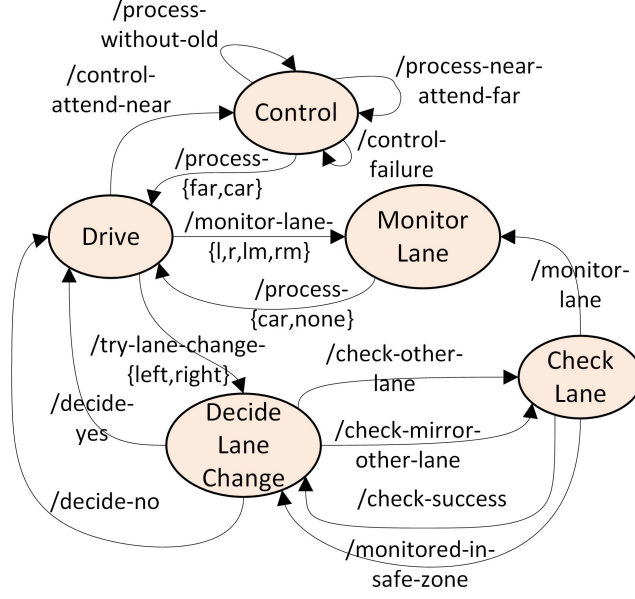 /process-
without-old
/control-
attend-near
/process-near-
attend-far
Control
/control-
failure
/process-
{far,car}
Drive
/monitor-lane-
{l,r,lm,rm}
Monitor
Lane
/process-
{car,none}
/monitor-
lane
/try-lane-change-
{left,right}
/check-other-
lane
Check
Lane
/decide-
yes
Decide
Lane
Change
/check-mirror-
other-lane
/decide-no
/check-success
/monitored-in-
safe-zone